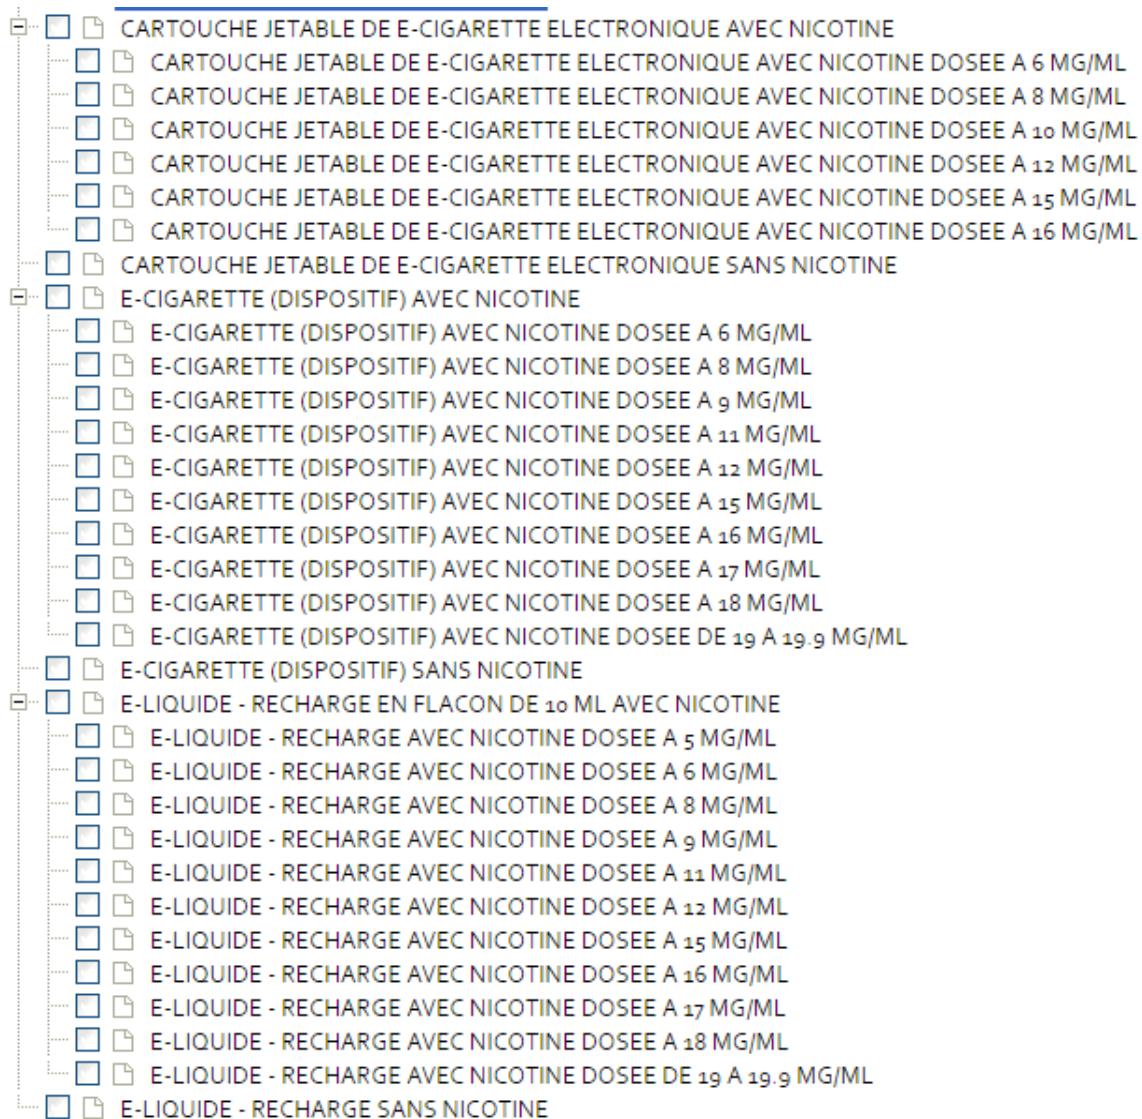 CARTOUCHE JETABLE DE E-CIGARETTE ELECTRONIQUE AVEC NICOTINE
CARTOUCHE JETABLE DE E-CIGARETTE ELECTRONIQUE AVEC NICOTINE DOSEE A 6 MG/ML
CARTOUCHE JETABLE DE E-CIGARETTE ELECTRONIQUE AVEC NICOTINE DOSEE A 8 MG/ML
CARTOUCHE JETABLE DE E-CIGARETTE ELECTRONIQUE AVEC NICOTINE DOSEE A 10 MG/ML
CARTOUCHE JETABLE DE E-CIGARETTE ELECTRONIQUE AVEC NICOTINE DOSEE A 12 MG/ML
CARTOUCHE JETABLE DE E-CIGARETTE ELECTRONIQUE AVEC NICOTINE DOSEE A 15 MG/ML
CARTOUCHE JETABLE DE E-CIGARETTE ELECTRONIQUE AVEC NICOTINE DOSEE A 16 MG/ML
CARTOUCHE JETABLE DE E-CIGARETTE ELECTRONIQUE SANS NICOTINE
E-CIGARETTE (DISPOSITIF) AVEC NICOTINE
E-CIGARETTE (DISPOSITIF) AVEC NICOTINE DOSEE A 6 MG/ML
E-CIGARETTE (DISPOSITIF) AVEC NICOTINE DOSEE A 8 MG/ML
E-CIGARETTE (DISPOSITIF) AVEC NICOTINE DOSEE A 9 MG/ML
E-CIGARETTE (DISPOSITIF) AVEC NICOTINE DOSEE A 11 MG/ML
E-CIGARETTE (DISPOSITIF) AVEC NICOTINE DOSEE A 12 MG/ML
E-CIGARETTE (DISPOSITIF) AVEC NICOTINE DOSEE A 15 MG/ML
E-CIGARETTE (DISPOSITIF) AVEC NICOTINE DOSEE A 16 MG/ML
E-CIGARETTE (DISPOSITIF) AVEC NICOTINE DOSEE A 17 MG/ML
E-CIGARETTE (DISPOSITIF) AVEC NICOTINE DOSEE A 18 MG/ML
E-CIGARETTE (DISPOSITIF) AVEC NICOTINE DOSEE DE 19 A 19.9 MG/ML
E-CIGARETTE (DISPOSITIF) SANS NICOTINE
E-LIQUIDE - RECHARGE EN FLACON DE 10 ML AVEC NICOTINE
E-LIQUIDE - RECHARGE AVEC NICOTINE DOSEE A 5 MG/ML
E-LIQUIDE - RECHARGE AVEC NICOTINE DOSEE A 6 MG/ML
E-LIQUIDE - RECHARGE AVEC NICOTINE DOSEE A 8 MG/ML
E-LIQUIDE - RECHARGE AVEC NICOTINE DOSEE A 9 MG/ML
E-LIQUIDE - RECHARGE AVEC NICOTINE DOSEE A 11 MG/ML
E-LIQUIDE - RECHARGE AVEC NICOTINE DOSEE A 12 MG/ML
E-LIQUIDE - RECHARGE AVEC NICOTINE DOSEE A 15 MG/ML
E-LIQUIDE - RECHARGE AVEC NICOTINE DOSEE A 16 MG/ML
E-LIQUIDE - RECHARGE AVEC NICOTINE DOSEE A 17 MG/ML
E-LIQUIDE - RECHARGE AVEC NICOTINE DOSEE A 18 MG/ML
E-LIQUIDE - RECHARGE AVEC NICOTINE DOSEE DE 19 A 19.9 MG/ML
E-LIQUIDE - RECHARGE SANS NICOTINE